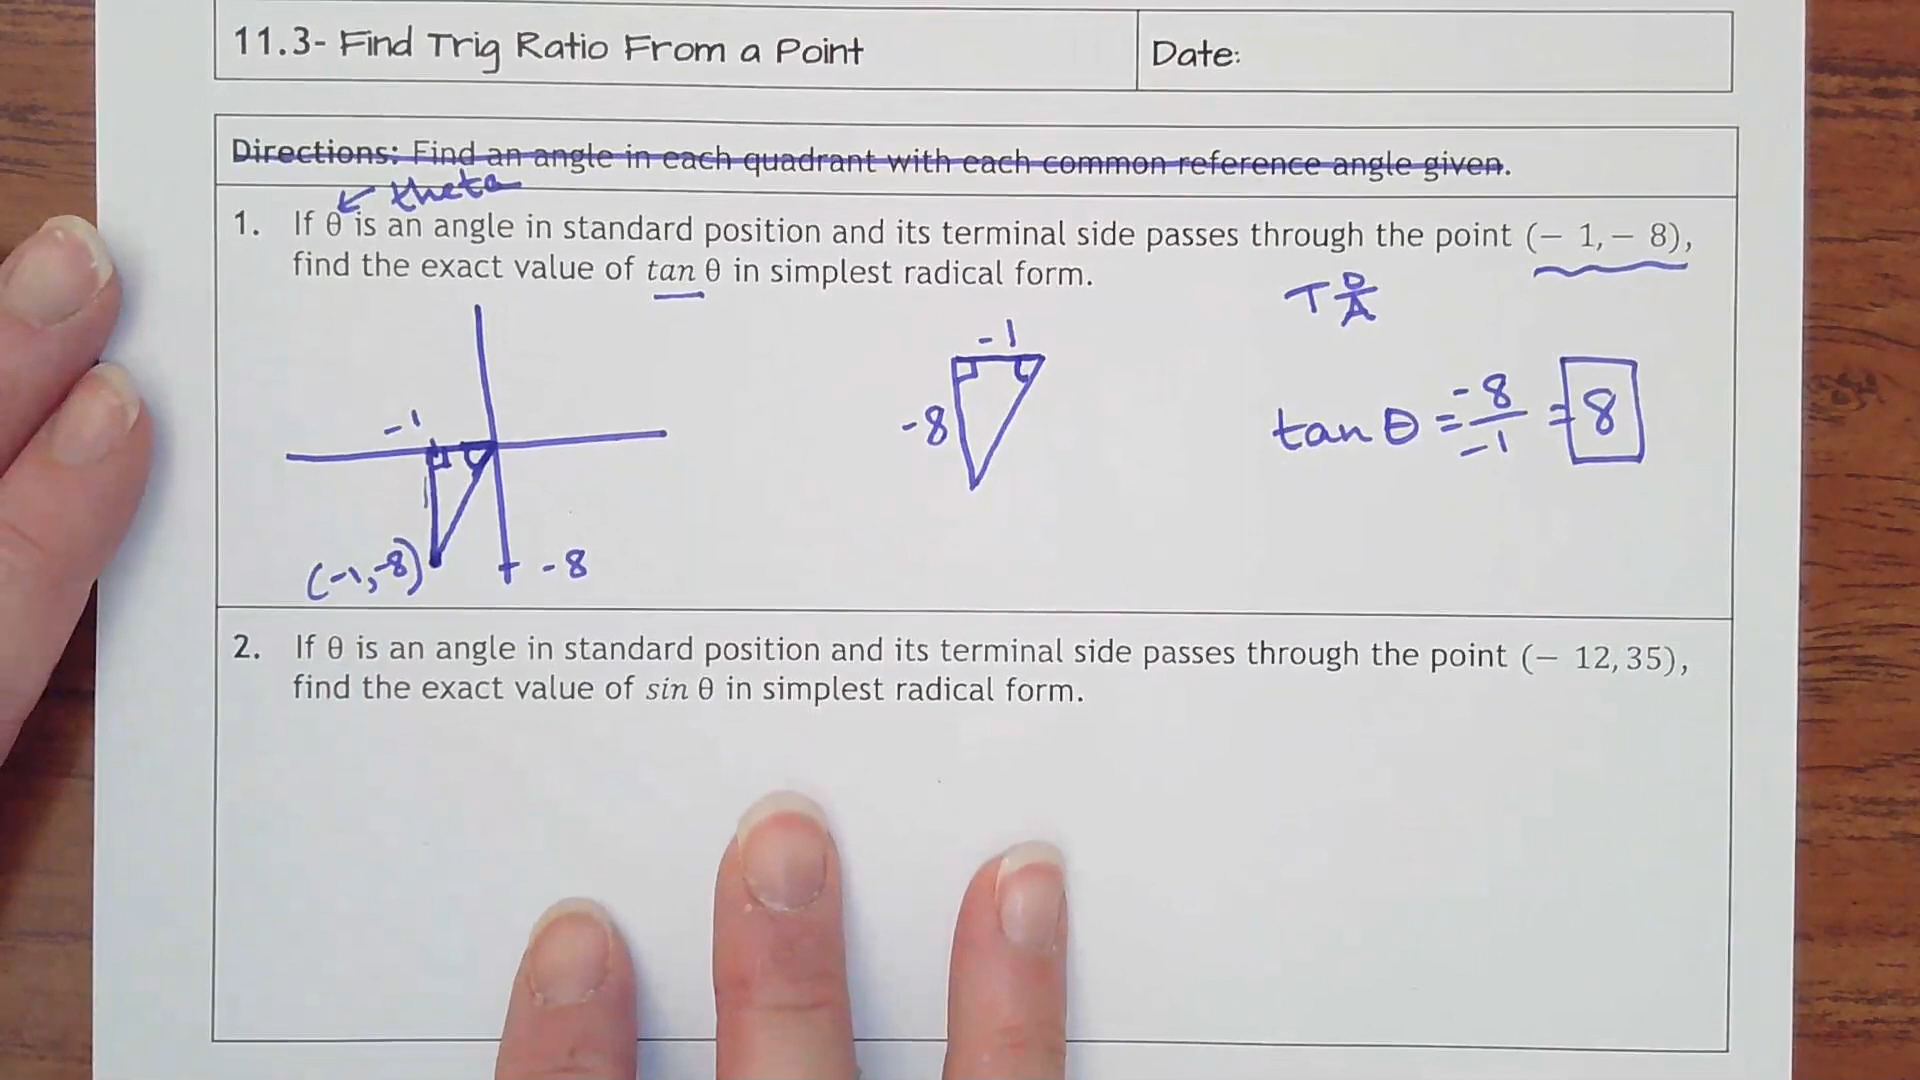 11.3- Find Trig Ratio From a Point
Date:
Directions: Find an angle in each quadrant with each common reference angle given.
theta
1. If θ is an angle in standard position and its terminal side passes through the point (− 1, − 8),
find the exact value of tan θ in simplest radical form.
T O/A
-1
-8
tan θ = -8/-1 = 8
-1
(-1,-8)
-8
2. If θ is an angle in standard position and its terminal side passes through the point (− 12, 35),
find the exact value of sin θ in simplest radical form.